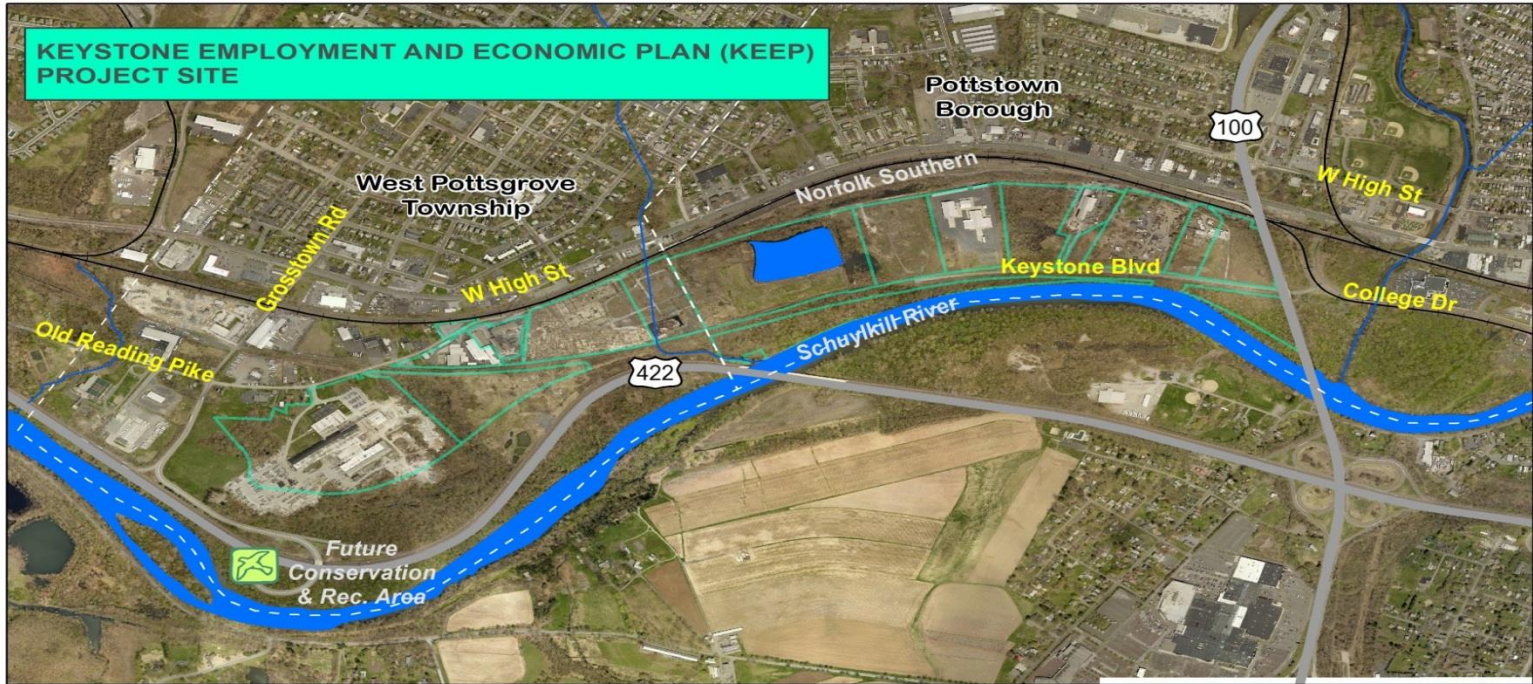 KEYSTONE EMPLOYMENT AND ECONOMIC PLAN (KEEP)
PROJECT SITE
Pottstown
Borough
100
West Pottsgrove
Township
Norfolk Southern
W High St
Grosstown Rd
W High St
Keystone Blvd
College Dr
Old Reading Pike
Schuylkill River
422
Future
Conservation
& Rec. Area